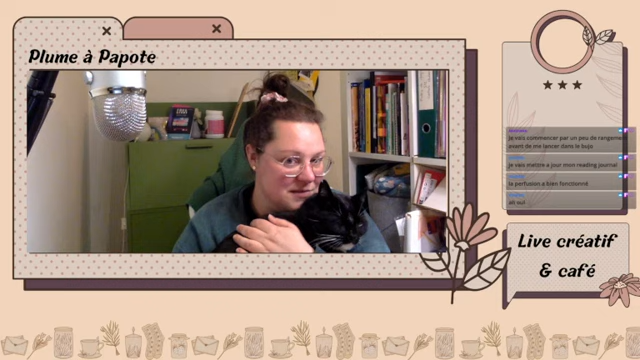 Plume à Papote
je vais commencer par un peu de rangeme
avant de me lancer dans le bujo
je vais mettre a jour mon reading journal
la perfusion a bien fonctionné
ah oui
Live créatif
& café